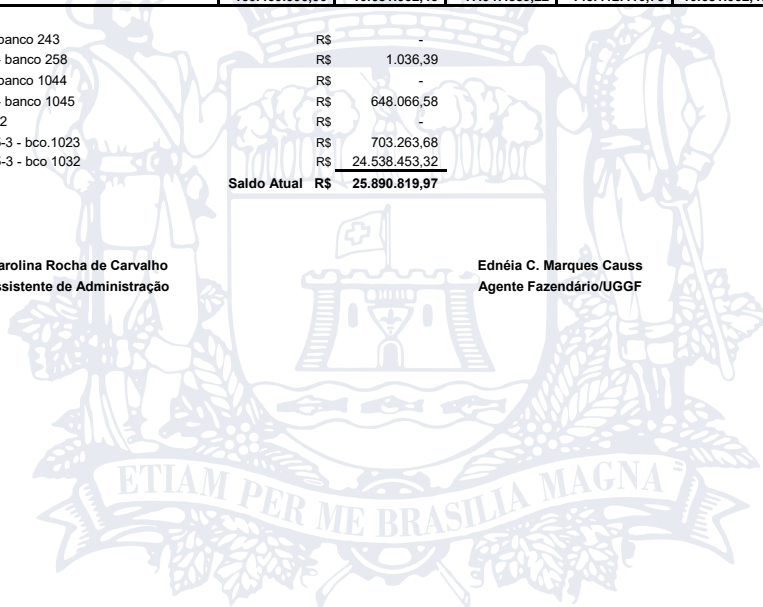 banco 243 R$ -
banco 258 R$ 1.036,39
banco 1044 R$ -
banco 1045 R$ 648.066,58
2 R$ -
-3 - bco.1023 R$ 703.263,68
-3 - bco 1032 R$ 24.538.453,32
Saldo Atual R$ 25.890.819,97
arolina Rocha de Carvalho Ednéia C. Marques Causs
ssistente de Administração Agente Fazendário/UGGF
ETIAM PER ME BRASILIA MAGNA